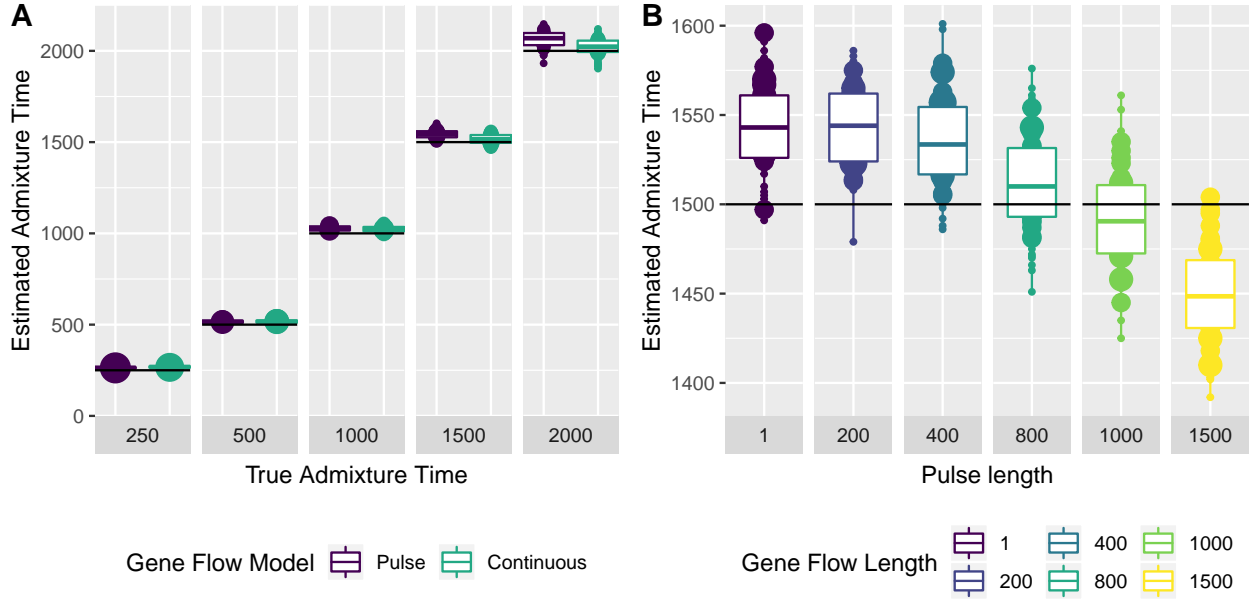 A
Estimated Admixture Time
2000
1500
1000
500
0
250 500 1000 1500 2000
True Admixture Time
Gene Flow Model Pulse Continuous
B
Estimated Admixture Time
1600
1550
1500
1450
1400
1 200 400 800 1000 1500
Pulse length
Gene Flow Length
1 400 1000
200 800 1500